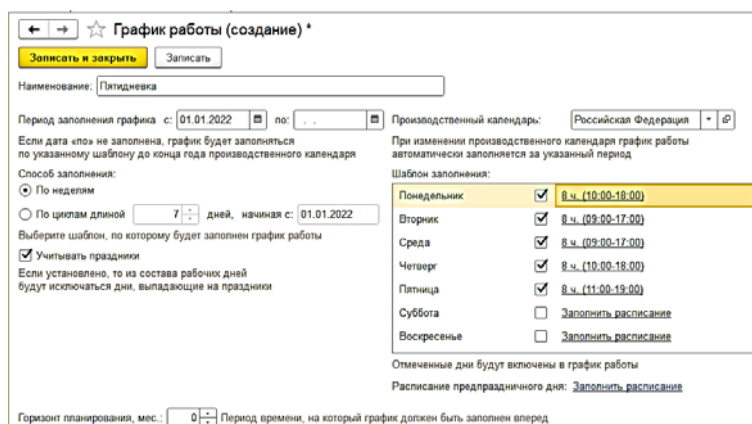 График работы (создание) *
Записать и закрыть Записать
Наименование: Пятидневка
Период заполнения графика с: 01.01.2022 по: . . Производственный календарь: Российская Федерация
Если дата «по» не заполнена, график будет заполняться
по указанному шаблону до конца года производственного календаря
При изменении производственного календаря график работы
автоматически заполняется за указанный период
Способ заполнения:
По неделям
По циклам длиной 7 дней, начиная с: 01.01.2022
Выберите шаблон, по которому будет заполнен график работы
Учитывать праздники
Если установлено, то из состава рабочих дней
будут исключаться дни, выпадающие на праздники
Шаблон заполнения:
Понедельник 8 ч. (10:00-18:00)
Вторник 8 ч. (09:00-17:00)
Среда 8 ч. (09:00-17:00)
Четверг 8 ч. (10:00-18:00)
Пятница 8 ч. (11:00-19:00)
Суббота Заполнить расписание
Воскресенье Заполнить расписание
Отмеченные дни будут включены в график работы
Расписание предпраздничного дня: Заполнить расписание
Горизонт планирования, мес.: 0 Период времени, на который график должен быть заполнен вперед